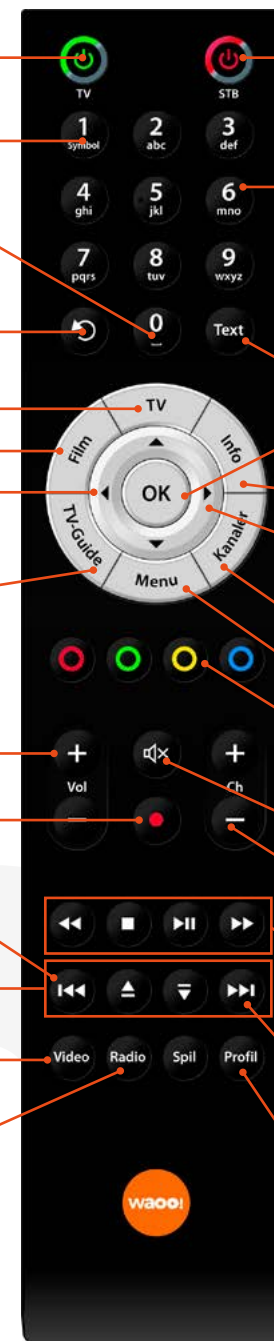 TV STB
1 2 3
Symbol abc def
4 5 6
ghi jkl mno
7 8 9
pqrs tuv wxyz
0 Text
TV
Film Info
OK
TV-Guide Kanaler
Menu
+ +
Vol Ch
− −
Video Radio Spil Profil
waoo!